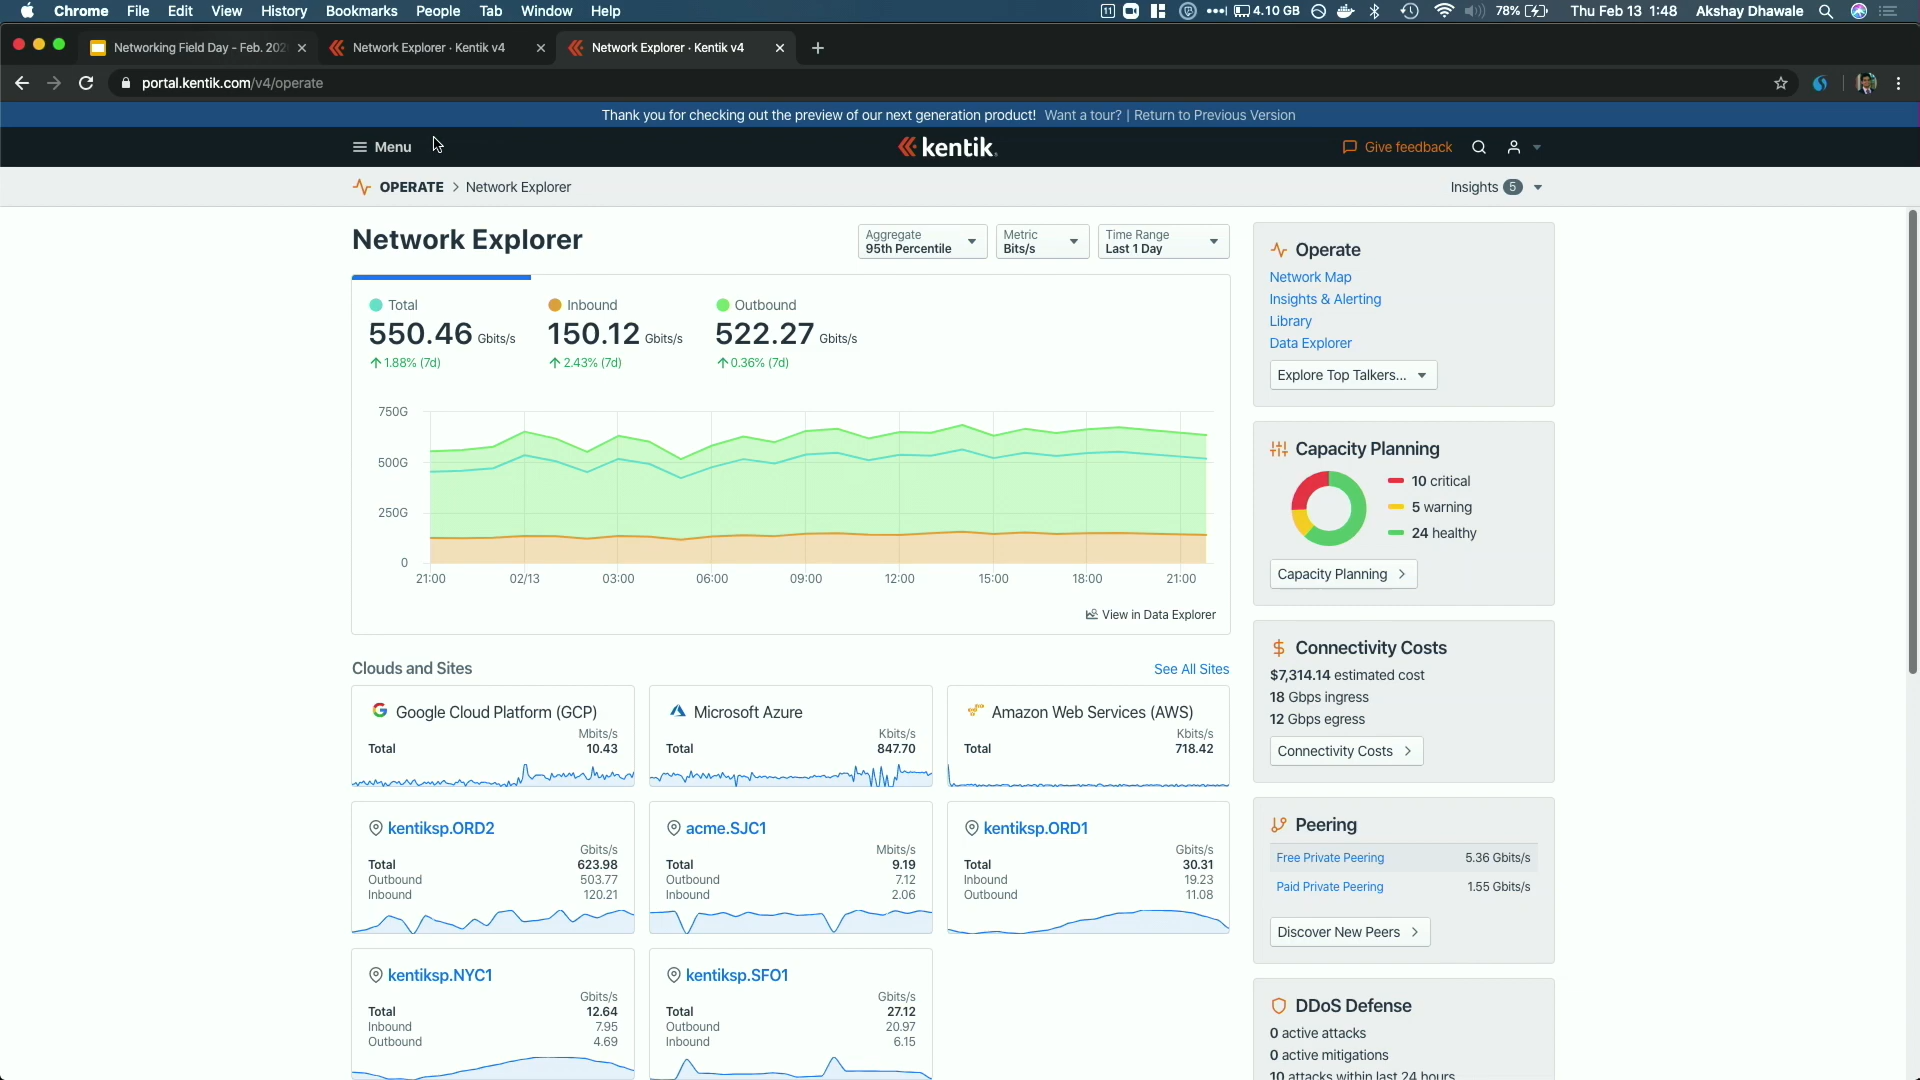 Chrome File Edit View History Bookmarks People Tab Window Help
11 4.10 GB 78% Thu Feb 13 1:48 Akshay Dhawale
Networking Field Day - Feb. 202
Network Explorer · Kentik v4
Network Explorer · Kentik v4
portal.kentik.com/v4/operate
Thank you for checking out the preview of our next generation product! Want a tour? | Return to Previous Version
Menu
kentik.
Give feedback
OPERATE > Network Explorer
Insights 5
Network Explorer
Aggregate
95th Percentile
Metric
Bits/s
Time Range
Last 1 Day
Total
550.46 Gbits/s
1.88% (7d)
Inbound
150.12 Gbits/s
2.43% (7d)
Outbound
522.27 Gbits/s
0.36% (7d)
750G
500G
250G
0
21:00 02/13 03:00 06:00 09:00 12:00 15:00 18:00 21:00
View in Data Explorer
Clouds and Sites
See All Sites
Google Cloud Platform (GCP)
Mbits/s
Total 10.43
Microsoft Azure
Kbits/s
Total 847.70
Amazon Web Services (AWS)
Kbits/s
Total 718.42
kentiksp.ORD2
Gbits/s
Total 623.98
Outbound 503.77
Inbound 120.21
acme.SJC1
Mbits/s
Total 9.19
Outbound 7.12
Inbound 2.06
kentiksp.ORD1
Gbits/s
Total 30.31
Inbound 19.23
Outbound 11.08
kentiksp.NYC1
Gbits/s
Total 12.64
Inbound 7.95
Outbound 4.69
kentiksp.SFO1
Gbits/s
Total 27.12
Outbound 20.97
Inbound 6.15
Operate
Network Map
Insights & Alerting
Library
Data Explorer
Explore Top Talkers...
Capacity Planning
10 critical
5 warning
24 healthy
Capacity Planning >
Connectivity Costs
$7,314.14 estimated cost
18 Gbps ingress
12 Gbps egress
Connectivity Costs >
Peering
Free Private Peering 5.36 Gbits/s
Paid Private Peering 1.55 Gbits/s
Discover New Peers >
DDoS Defense
0 active attacks
0 active mitigations
10 attacks within last 24 hours